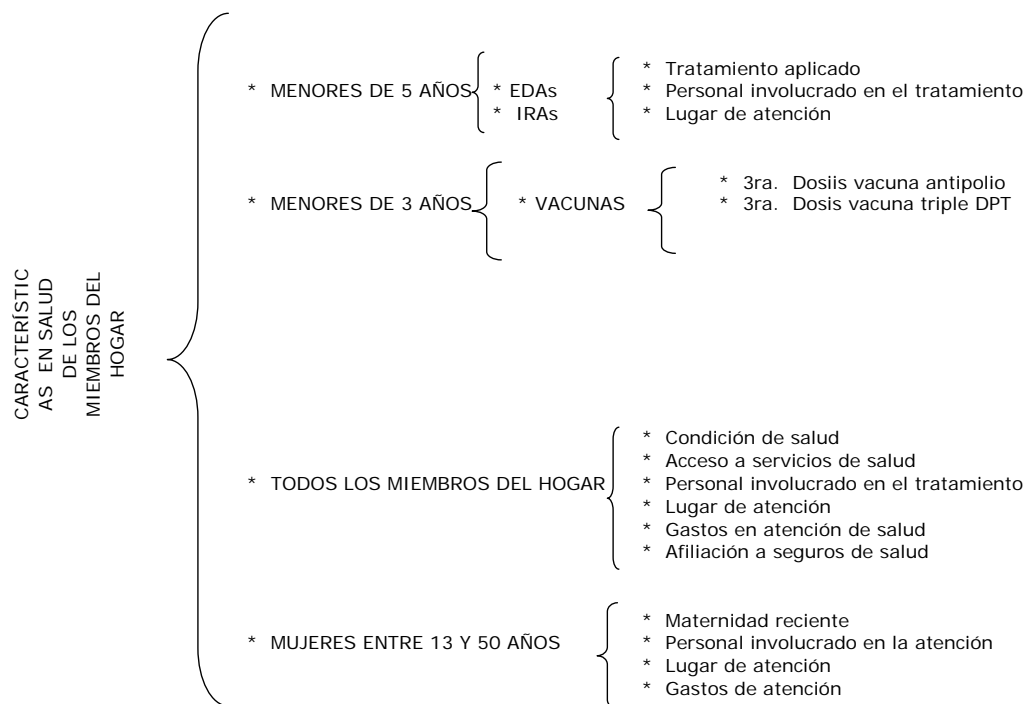 CARACTERÍSTIC
AS EN SALUD
DE LOS
MIEMBROS DEL
HOGAR
* MENORES DE 5 AÑOS
* EDAs
* IRAs
* Tratamiento aplicado
* Personal involucrado en el tratamiento
* Lugar de atención
* MENORES DE 3 AÑOS
* VACUNAS
* 3ra. Dosiis vacuna antipolio
* 3ra. Dosis vacuna triple DPT
* TODOS LOS MIEMBROS DEL HOGAR
* Condición de salud
* Acceso a servicios de salud
* Personal involucrado en el tratamiento
* Lugar de atención
* Gastos en atención de salud
* Afiliación a seguros de salud
* MUJERES ENTRE 13 Y 50 AÑOS
* Maternidad reciente
* Personal involucrado en la atención
* Lugar de atención
* Gastos de atención